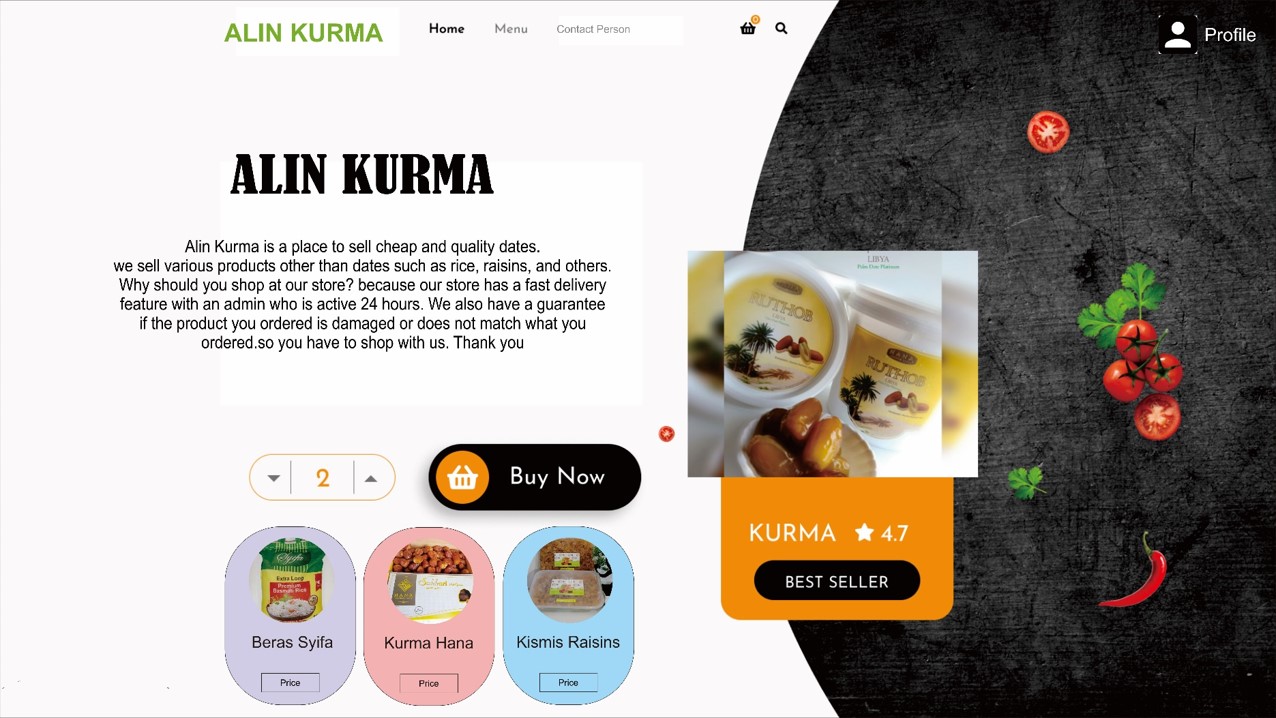 ALIN KURMA
Home
Menu
Contact Person
Profile
ALIN KURMA
Alin Kurma is a place to sell cheap and quality dates.
we sell various products other than dates such as rice, raisins, and others.
Why should you shop at our store? because our store has a fast delivery
feature with an admin who is active 24 hours. We also have a guarantee
if the product you ordered is damaged or does not match what you
ordered.so you have to shop with us. Thank you
LIBYA
RUTHOB
RUTHOB
KURMA ★ 4.7
BEST SELLER
2
Buy Now
Beras Syifa
Price
Kurma Hana
Price
Kismis Raisins
Price